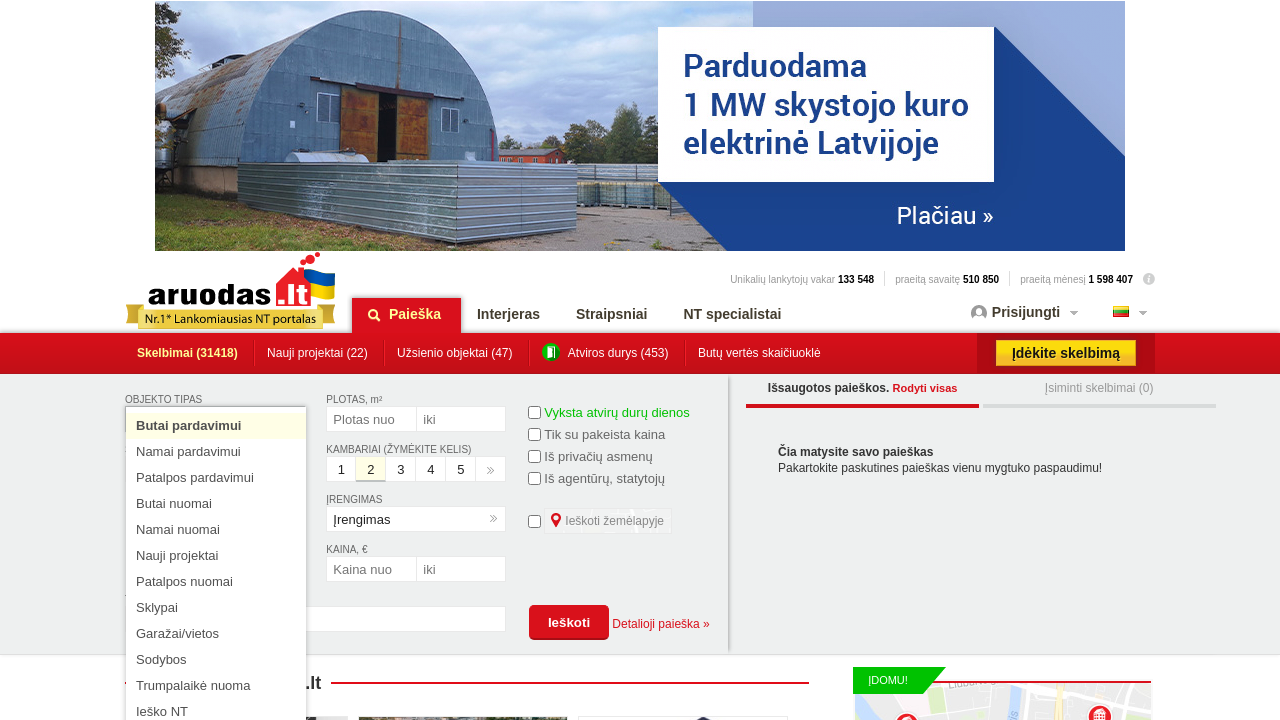 Parduodama
1 MW skystojo kuro
elektrinė Latvijoje
Plačiau »
aruodas.lt
Nr.1* Lankomiausias NT portalas
Unikalių lankytojų vakar 133 548 praeitą savaitę 510 850 praeitą mėnesį 1 598 407
Paieška Interjeras Straipsniai NT specialistai Prisijungti
Skelbimai (31418) Nauji projektai (22) Užsienio objektai (47) Atviros durys (453) Butų vertės skaičiuoklė Įdėkite skelbimą
Išsaugotos paieškos. Rodyti visas Įsiminti skelbimai (0)
OBJEKTO TIPAS
Butai pardavimui
Namai pardavimui
Patalpos pardavimui
Butai nuomai
Namai nuomai
Nauji projektai
Patalpos nuomai
Sklypai
Garažai/vietos
Sodybos
Trumpalaikė nuoma
Ieško NT
PLOTAS, m²
Plotas nuo iki
KAMBARIAI (ŽYMĖKITE KELIS)
1 2 3 4 5 »
ĮRENGIMAS
Įrengimas »
KAINA, €
Kaina nuo iki
Vyksta atvirų durų dienos
Tik su pakeista kaina
Iš privačių asmenų
Iš agentūrų, statytojų
Ieškoti žemėlapyje
Ieškoti Detalioji paieška »
Čia matysite savo paieškas
Pakartokite paskutines paieškas vienu mygtuko paspaudimu!
.lt
ĮDOMU!